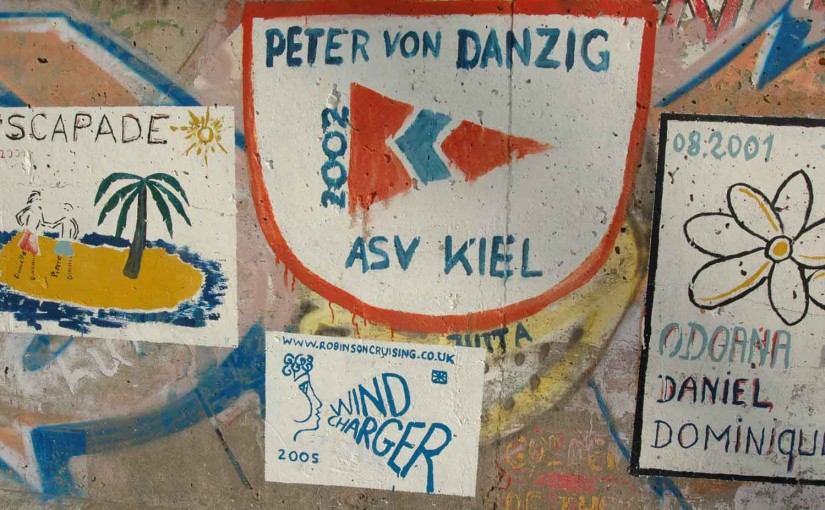 SCAPADE
PETER VON DANZIG
2002
ASV KIEL
WWW.ROBINSONCRUISING.CO.UK
WIND
CHARGER
2005
JUTTA
08.2001
ODOANA
DANIEL
DOMINIQU